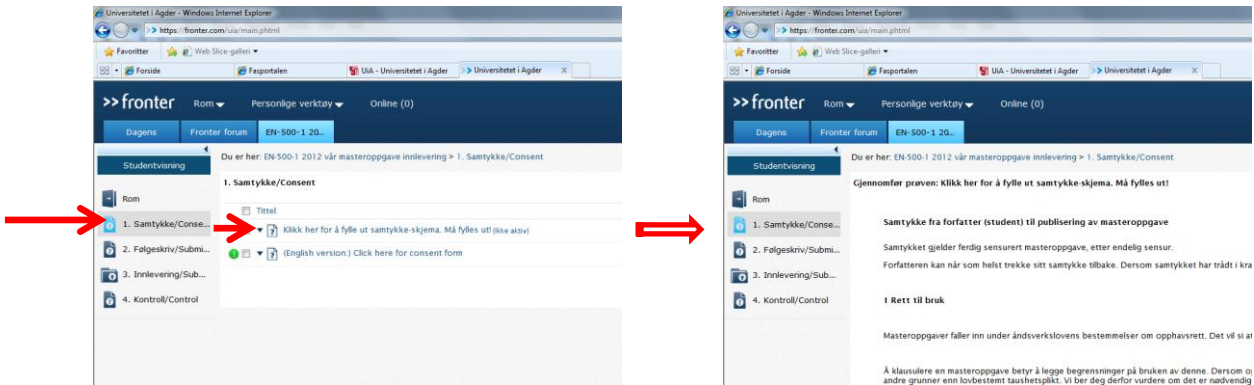 Universitetet i Agder - Windows Internet Explorer
>> https://fronter.com/uia/main.phtml
Favoritter Web Slice-galleri
Forside Fasportalen UiA - Universitetet i Agder >> Universitetet i Agder X
>> fronter Rom Personlige verktøy Online (0)
Dagens Fronter forum EN-500-1 20...
Studentvisning
Du er her: EN-500-1 2012 vår masteroppgave innlevering > 1. Samtykke/Consent
1. Samtykke/Consent
Rom
Tittel
1. Samtykke/Conse...
Klikk her for å fylle ut samtykke-skjema. Må fylles ut! (ikke aktiv)
2. Følgeskriv/Submi...
(English version:) Click here for consent form
3. Innlevering/Sub...
4. Kontroll/Control
Universitetet i Agder - Windows Internet Explorer
>> https://fronter.com/uia/main.phtml
Favoritter Web Slice-galleri
Forside Fasportalen UiA - Universitetet i Agder >> Universitetet i Agder X
>> fronter Rom Personlige verktøy Online (0)
Dagens Fronter forum EN-500-1 20...
Studentvisning
Du er her: EN-500-1 2012 vår masteroppgave innlevering > 1. Samtykke/Consent
Gjennomfør prøven: Klikk her for å fylle ut samtykke-skjema. Må fylles ut!
Rom
1. Samtykke/Conse...
2. Følgeskriv/Submi...
3. Innlevering/Sub...
4. Kontroll/Control
Samtykke fra forfatter (student) til publisering av masteroppgave
Samtykket gjelder ferdig sensurert masteroppgave, etter endelig sensur.
Forfatteren kan når som helst trekke sitt samtykke tilbake. Dersom samtykket har trådt i kra
1 Rett til bruk
Masteroppgaver faller inn under åndsverkslovens bestemmelser om opphavsrett. Det vil si at
Å klausulere en masteroppgave betyr å legge begrensninger på bruken av denne. Dersom op
andre grunner enn lovbestemt taushetsplikt. Vi ber deg derfor vurdere om det er nødvendig